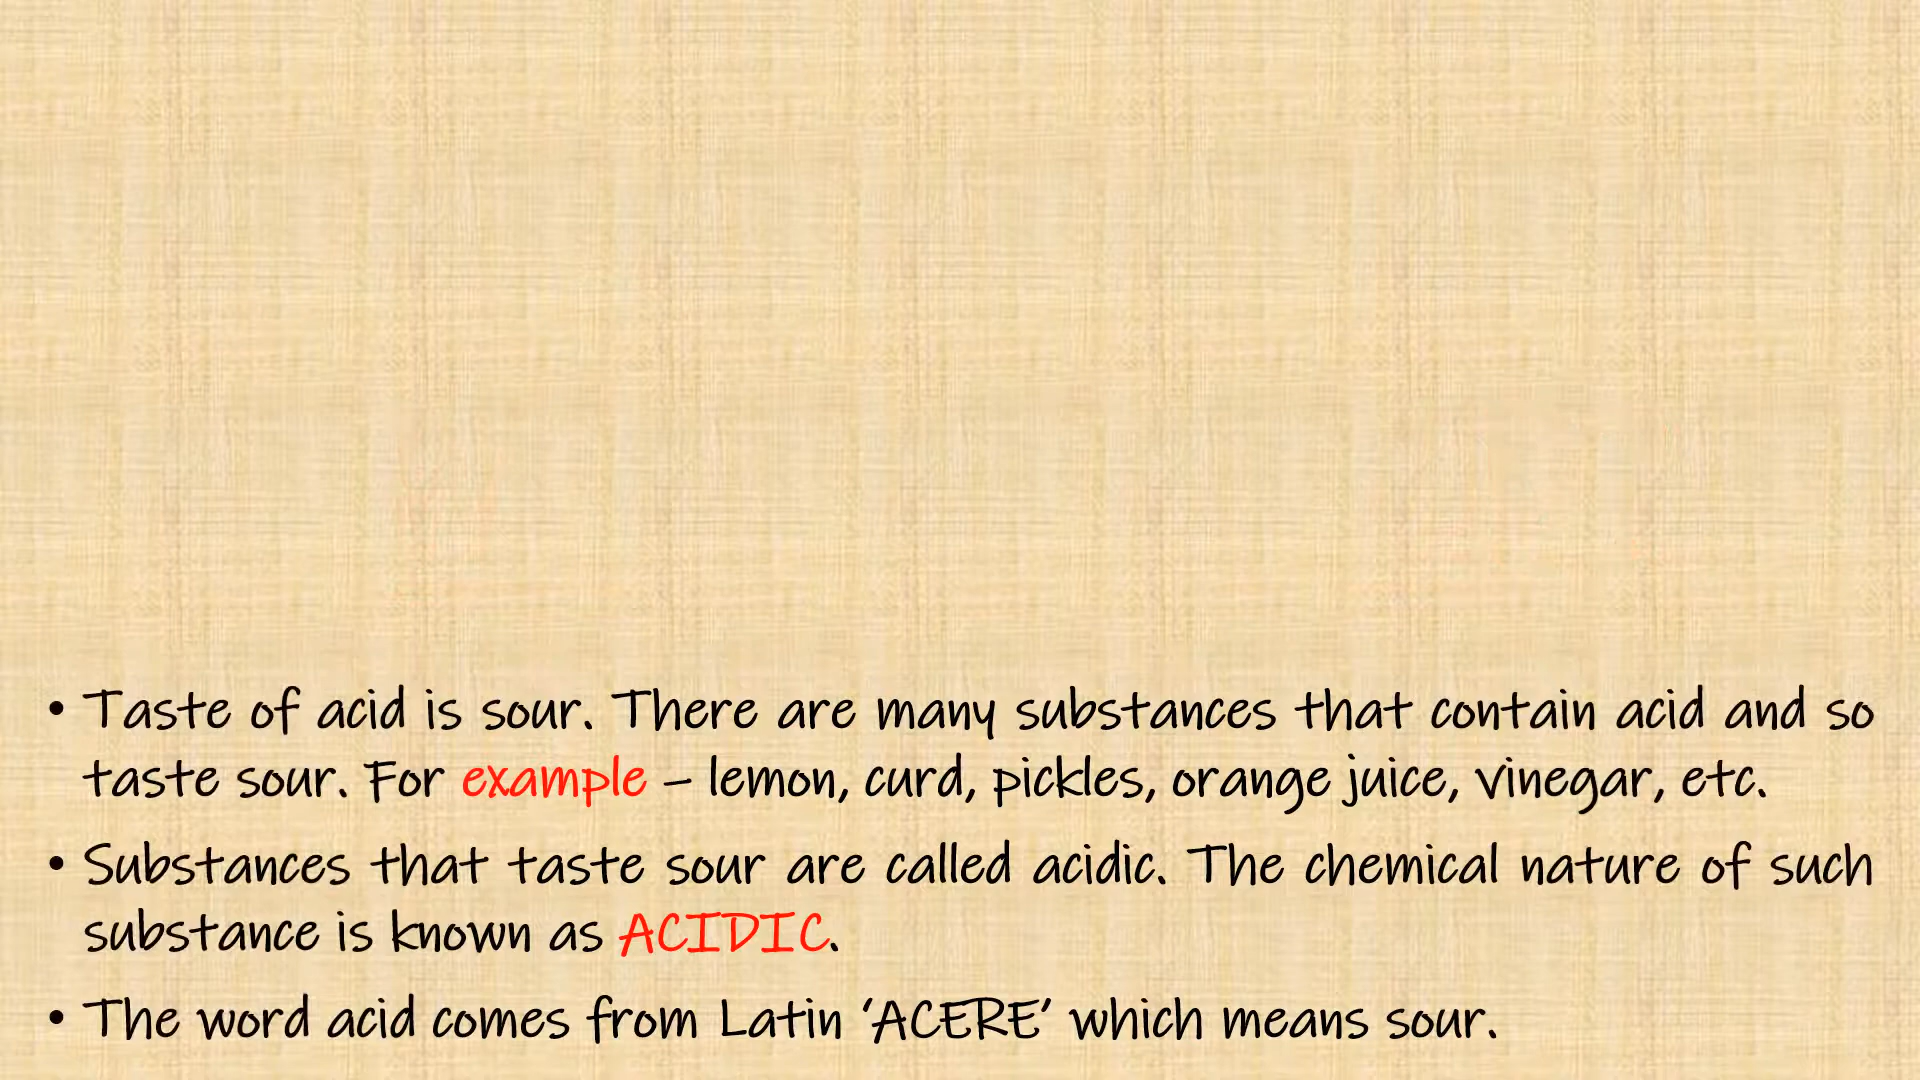 • Taste of acid is sour. There are many substances that contain acid and so
taste sour. For example – lemon, curd, pickles, orange juice, vinegar, etc.
• Substances that taste sour are called acidic. The chemical nature of such
substance is known as ACIDIC.
• The word acid comes from Latin ‘ACERE’ which means sour.